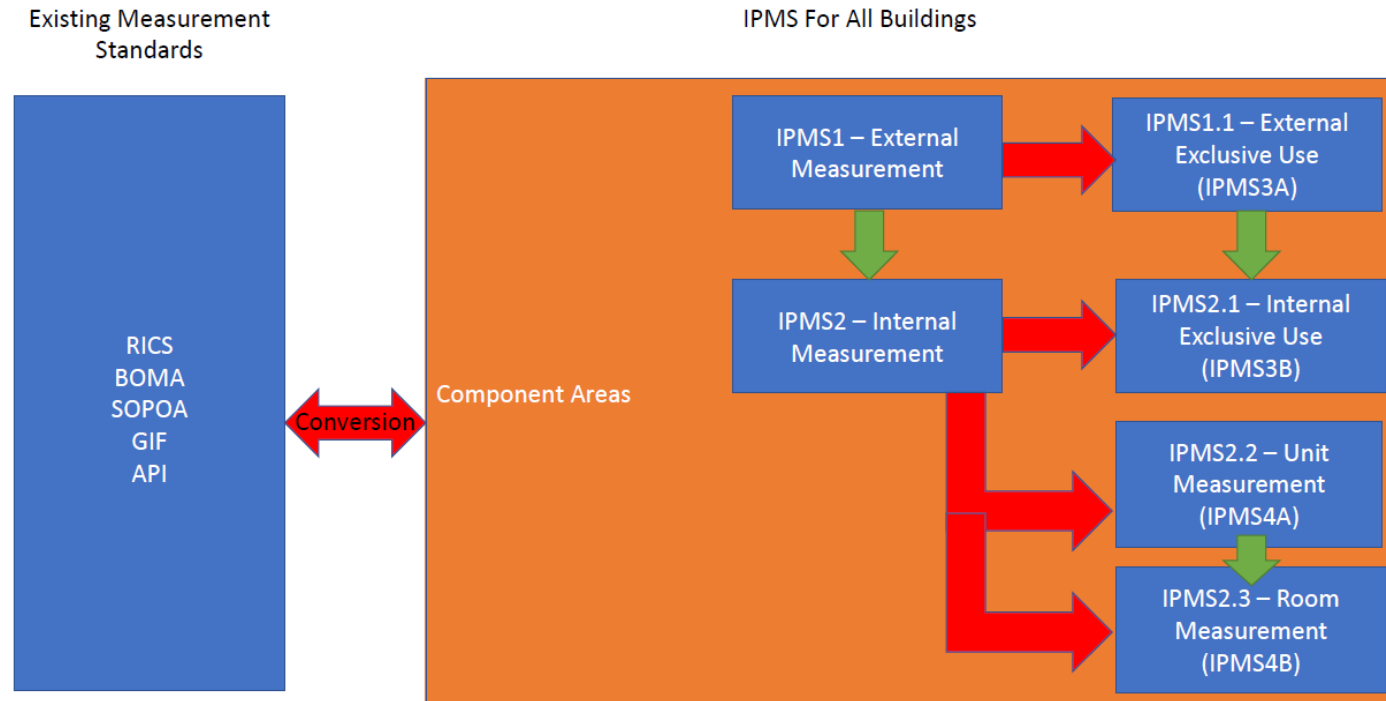 Existing Measurement
Standards
IPMS For All Buildings
RICS
BOMA
SOPOA
GIF
API
Conversion
Component Areas
IPMS1 – External
Measurement
IPMS1.1 – External
Exclusive Use
(IPMS3A)
IPMS2 – Internal
Measurement
IPMS2.1 – Internal
Exclusive Use
(IPMS3B)
IPMS2.2 – Unit
Measurement
(IPMS4A)
IPMS2.3 – Room
Measurement
(IPMS4B)